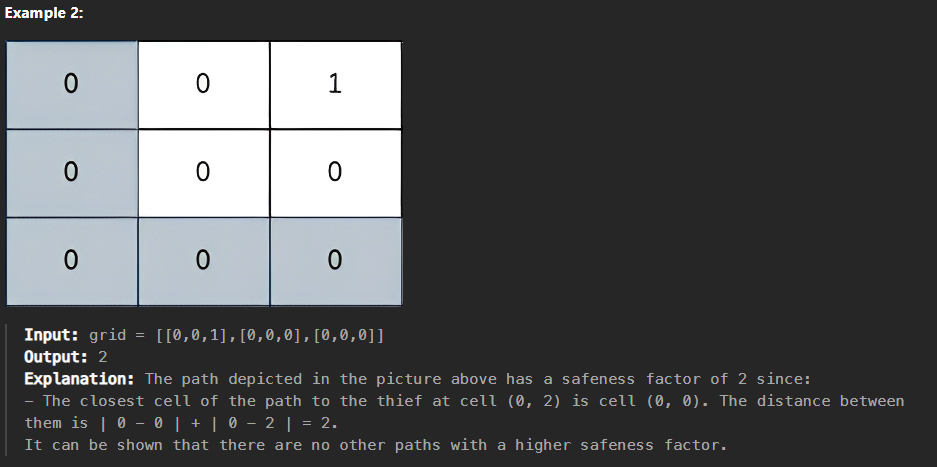 Example 2:
0 0 1
0 0 0
0 0 0
Input: grid = [[0,0,1],[0,0,0],[0,0,0]]
Output: 2
Explanation: The path depicted in the picture above has a safeness factor of 2 since:
– The closest cell of the path to the thief at cell (0, 2) is cell (0, 0). The distance between
them is | 0 – 0 | + | 0 – 2 | = 2.
It can be shown that there are no other paths with a higher safeness factor.